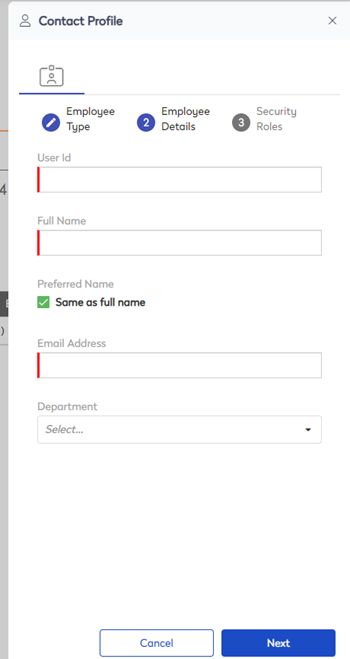 Contact Profile
Employee
Type
2
Employee
Details
3
Security
Roles
4
User Id
Full Name
Preferred Name
Same as full name
)
Email Address
Department
Select...
Cancel
Next